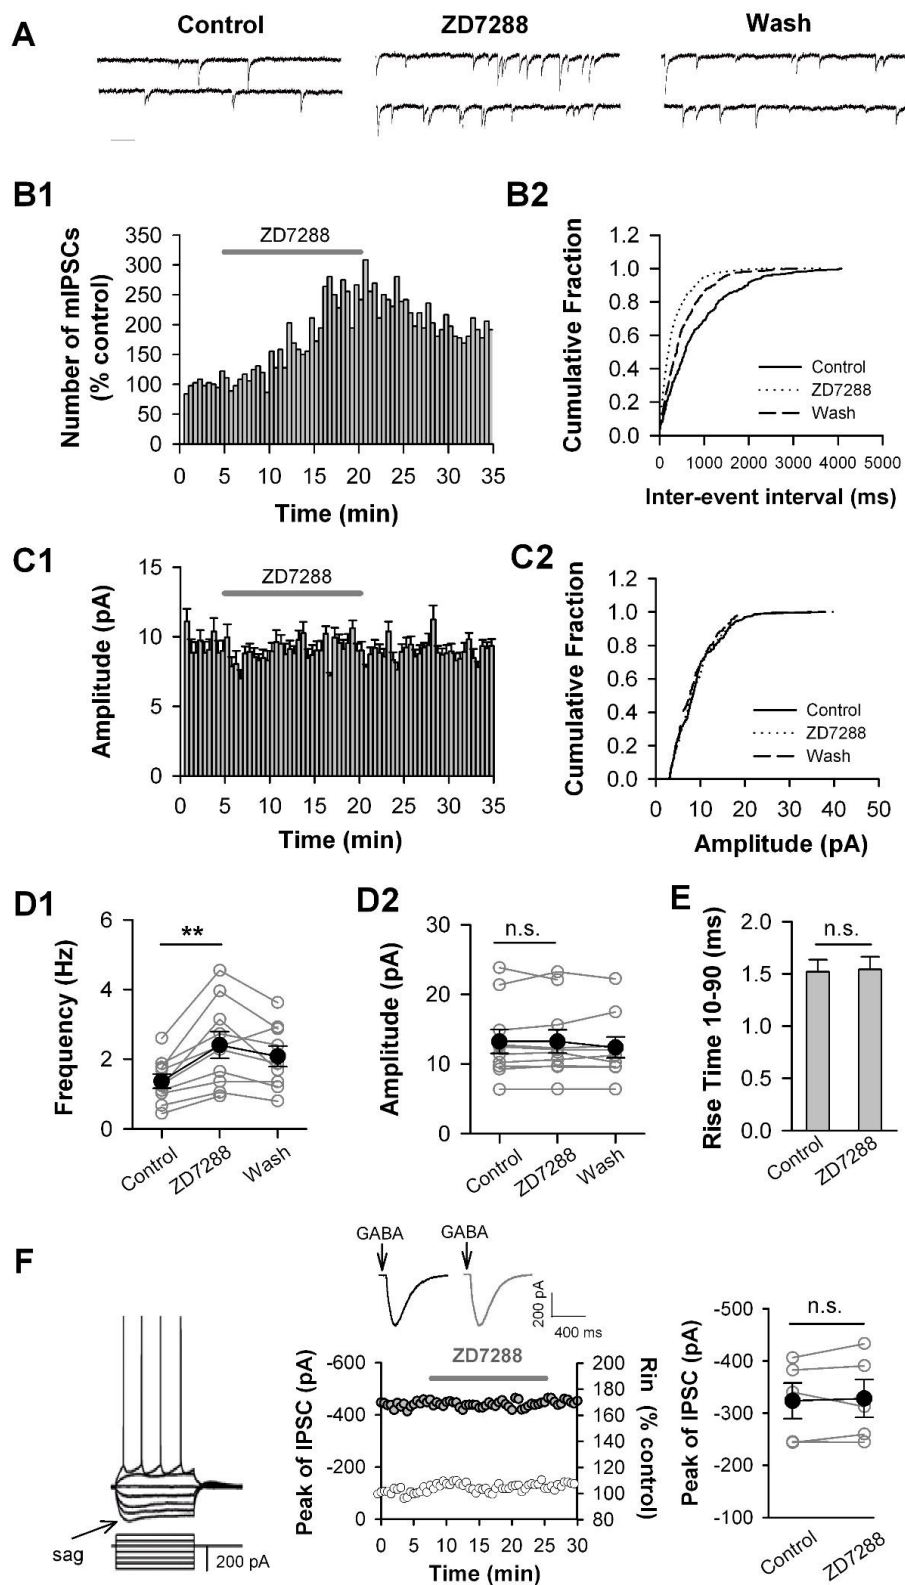 A
Control
ZD7288
Wash
B1
Number of mIPSCs
(% control)
350
300
250
200
150
100
50
0
ZD7288
0 5 10 15 20 25 30 35
Time (min)
B2
Cumulative Fraction
1.2
1.0
0.8
0.6
0.4
0.2
0.0
Control
ZD7288
Wash
0 1000 2000 3000 4000 5000
Inter-event interval (ms)
C1
Amplitude (pA)
15
10
5
0
ZD7288
0 5 10 15 20 25 30 35
Time (min)
C2
Cumulative Fraction
1.2
1.0
0.8
0.6
0.4
0.2
0.0
Control
ZD7288
Wash
0 10 20 30 40 50
Amplitude (pA)
D1
Frequency (Hz)
6
4
2
0
**
Control
ZD7288
Wash
D2
Amplitude (pA)
30
20
10
0
n.s.
Control
ZD7288
Wash
E
Rise Time 10-90 (ms)
2.0
1.5
1.0
0.5
0.0
n.s.
Control
ZD7288
F
sag
200 pA
GABA
GABA
200 pA
400 ms
Peak of IPSC (pA)
-600
-400
-200
0
ZD7288
200
180
160
140
120
100
80
Rin (% control)
0 5 10 15 20 25 30
Time (min)
Peak of IPSC (pA)
-500
-400
-300
-200
-100
n.s.
Control
ZD7288